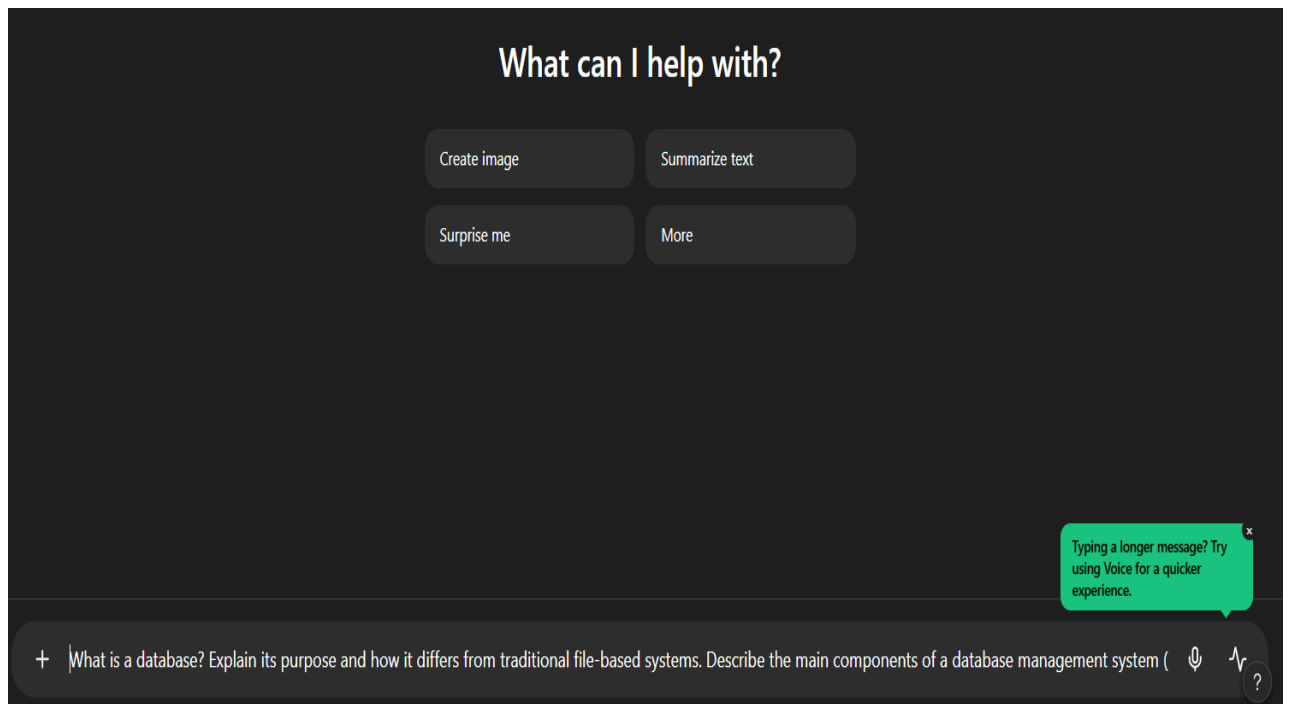 What can I help with?
Create image
Summarize text
Surprise me
More
Typing a longer message? Try
using Voice for a quicker
experience.
x
+ What is a database? Explain its purpose and how it differs from traditional file-based systems. Describe the main components of a database management system (
?